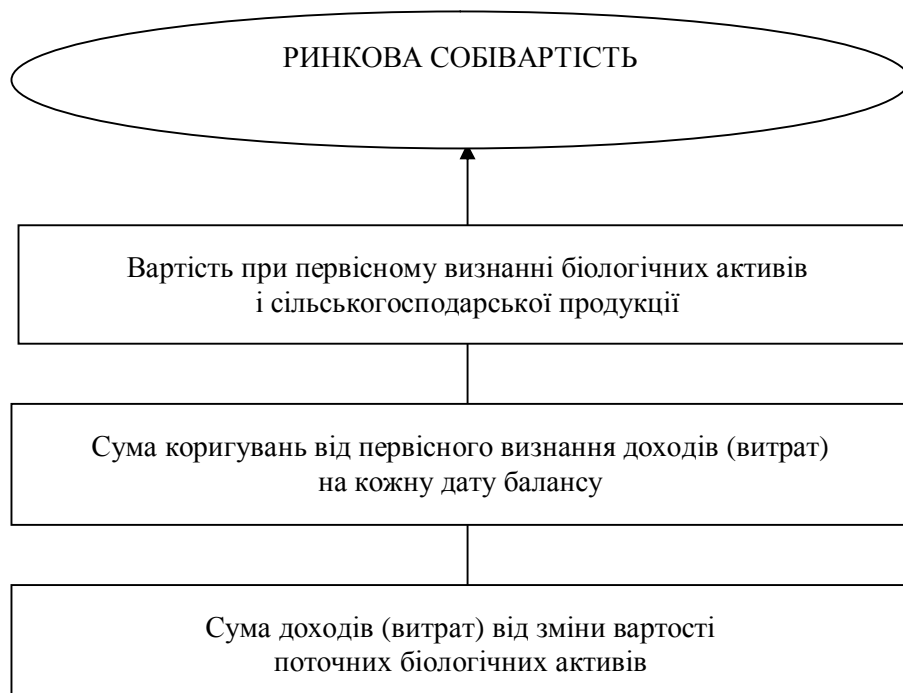 РИНКОВА СОБІВАРТІСТЬ
Вартість при первісному визнанні біологічних активів
і сільськогосподарської продукції
Сума коригувань від первісного визнання доходів (витрат)
на кожну дату балансу
Сума доходів (витрат) від зміни вартості
поточних біологічних активів